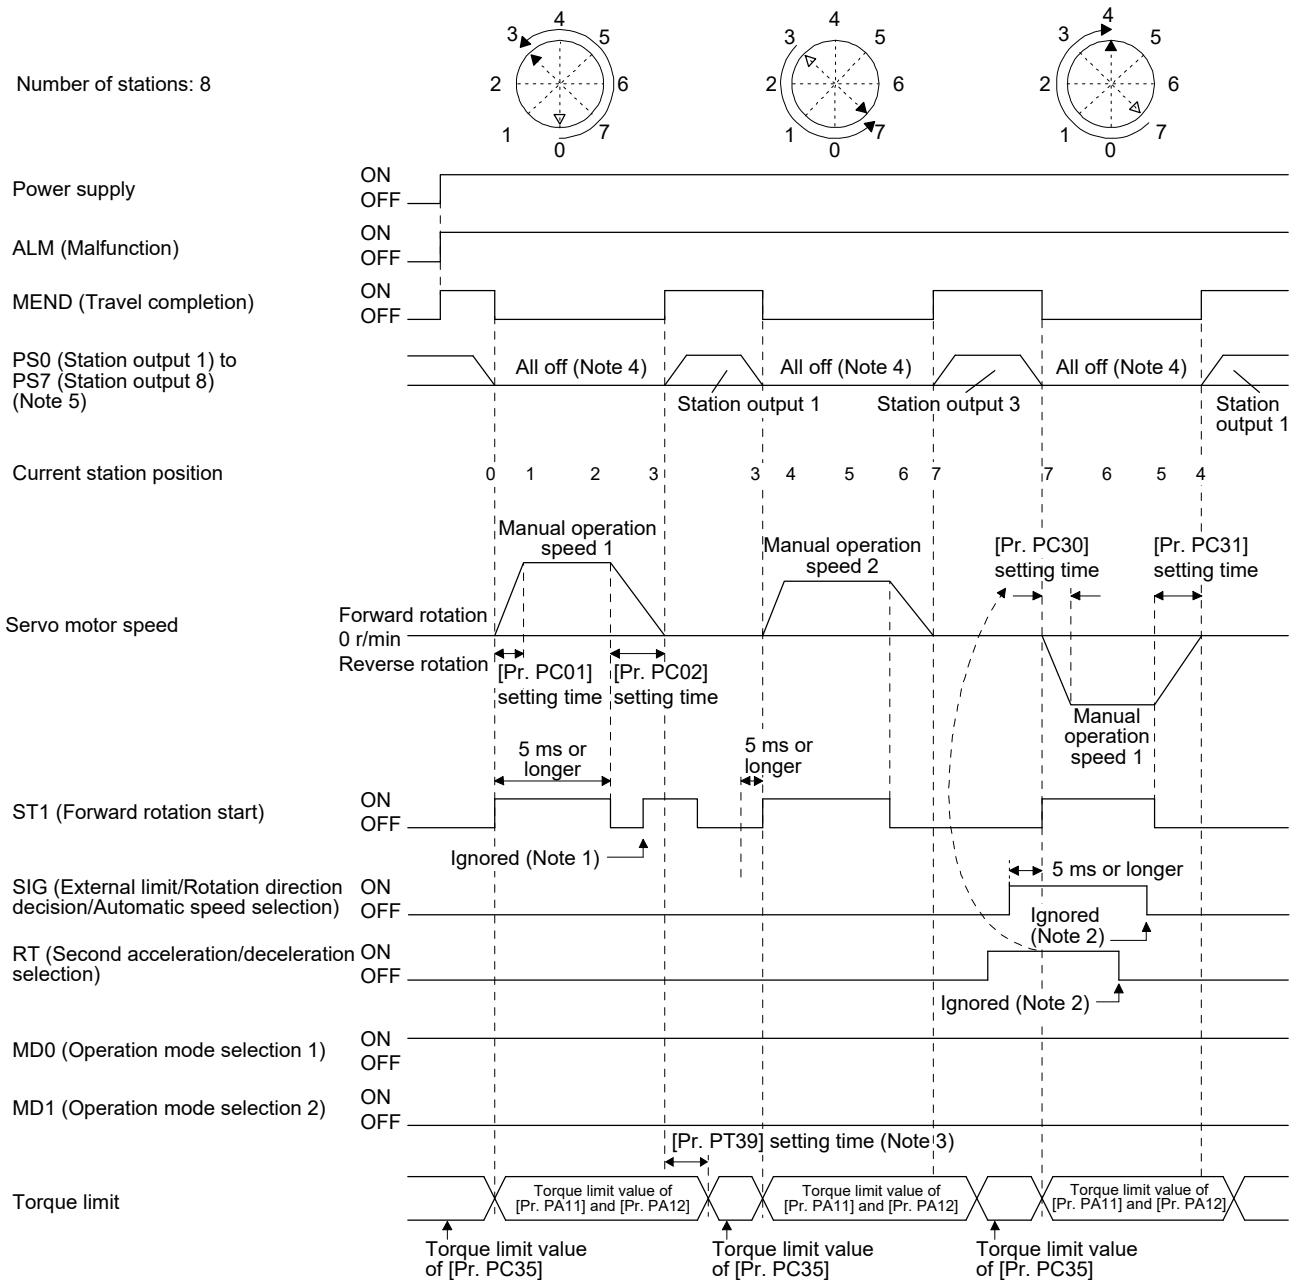 Number of stations: 8
4
3
5
2
6
1
7
0
4
3
5
2
6
1
7
0
4
3
5
2
6
1
7
0
Power supply
ON
OFF
ALM (Malfunction)
ON
OFF
MEND (Travel completion)
ON
OFF
PS0 (Station output 1) to
PS7 (Station output 8)
(Note 5)
All off (Note 4)
All off (Note 4)
All off (Note 4)
Station output 1
Station output 3
Station
output 1
Current station position
0 1 2 3 3 4 5 6 7 7 6 5 4
Manual operation
speed 1
Manual operation
speed 2
[Pr. PC30]
setting time
[Pr. PC31]
setting time
Servo motor speed
Forward rotation
0 r/min
Reverse rotation
[Pr. PC01]
setting time
[Pr. PC02]
setting time
Manual
operation
speed 1
5 ms or
longer
5 ms or
longer
ST1 (Forward rotation start)
ON
OFF
Ignored (Note 1)
SIG (External limit/Rotation direction
decision/Automatic speed selection)
ON
OFF
5 ms or longer
Ignored
(Note 2)
RT (Second acceleration/deceleration
selection)
ON
OFF
Ignored (Note 2)
MD0 (Operation mode selection 1)
ON
OFF
MD1 (Operation mode selection 2)
ON
OFF
[Pr. PT39] setting time (Note 3)
Torque limit
Torque limit value of
[Pr. PA11] and [Pr. PA12]
Torque limit value of
[Pr. PA11] and [Pr. PA12]
Torque limit value of
[Pr. PA11] and [Pr. PA12]
Torque limit value
of [Pr. PC35]
Torque limit value
of [Pr. PC35]
Torque limit value
of [Pr. PC35]